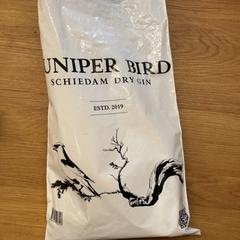 UNIPER BIRD
SCHIEDAM DRY GIN
ESTD. 2019